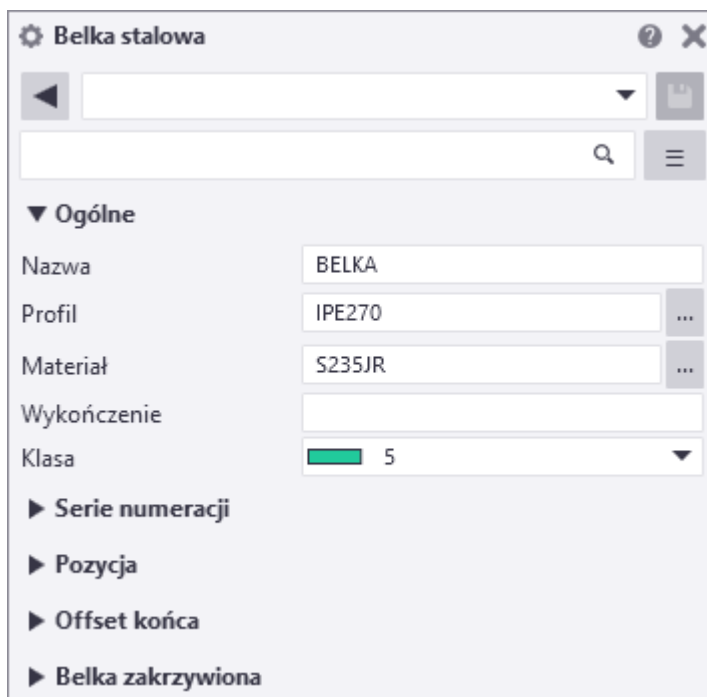 Belka stalowa
Ogólne
Nazwa BELKA
Profil IPE270 ...
Materiał S235JR ...
Wykończenie
Klasa 5
Serie numeracji
Pozycja
Offset końca
Belka zakrzywiona